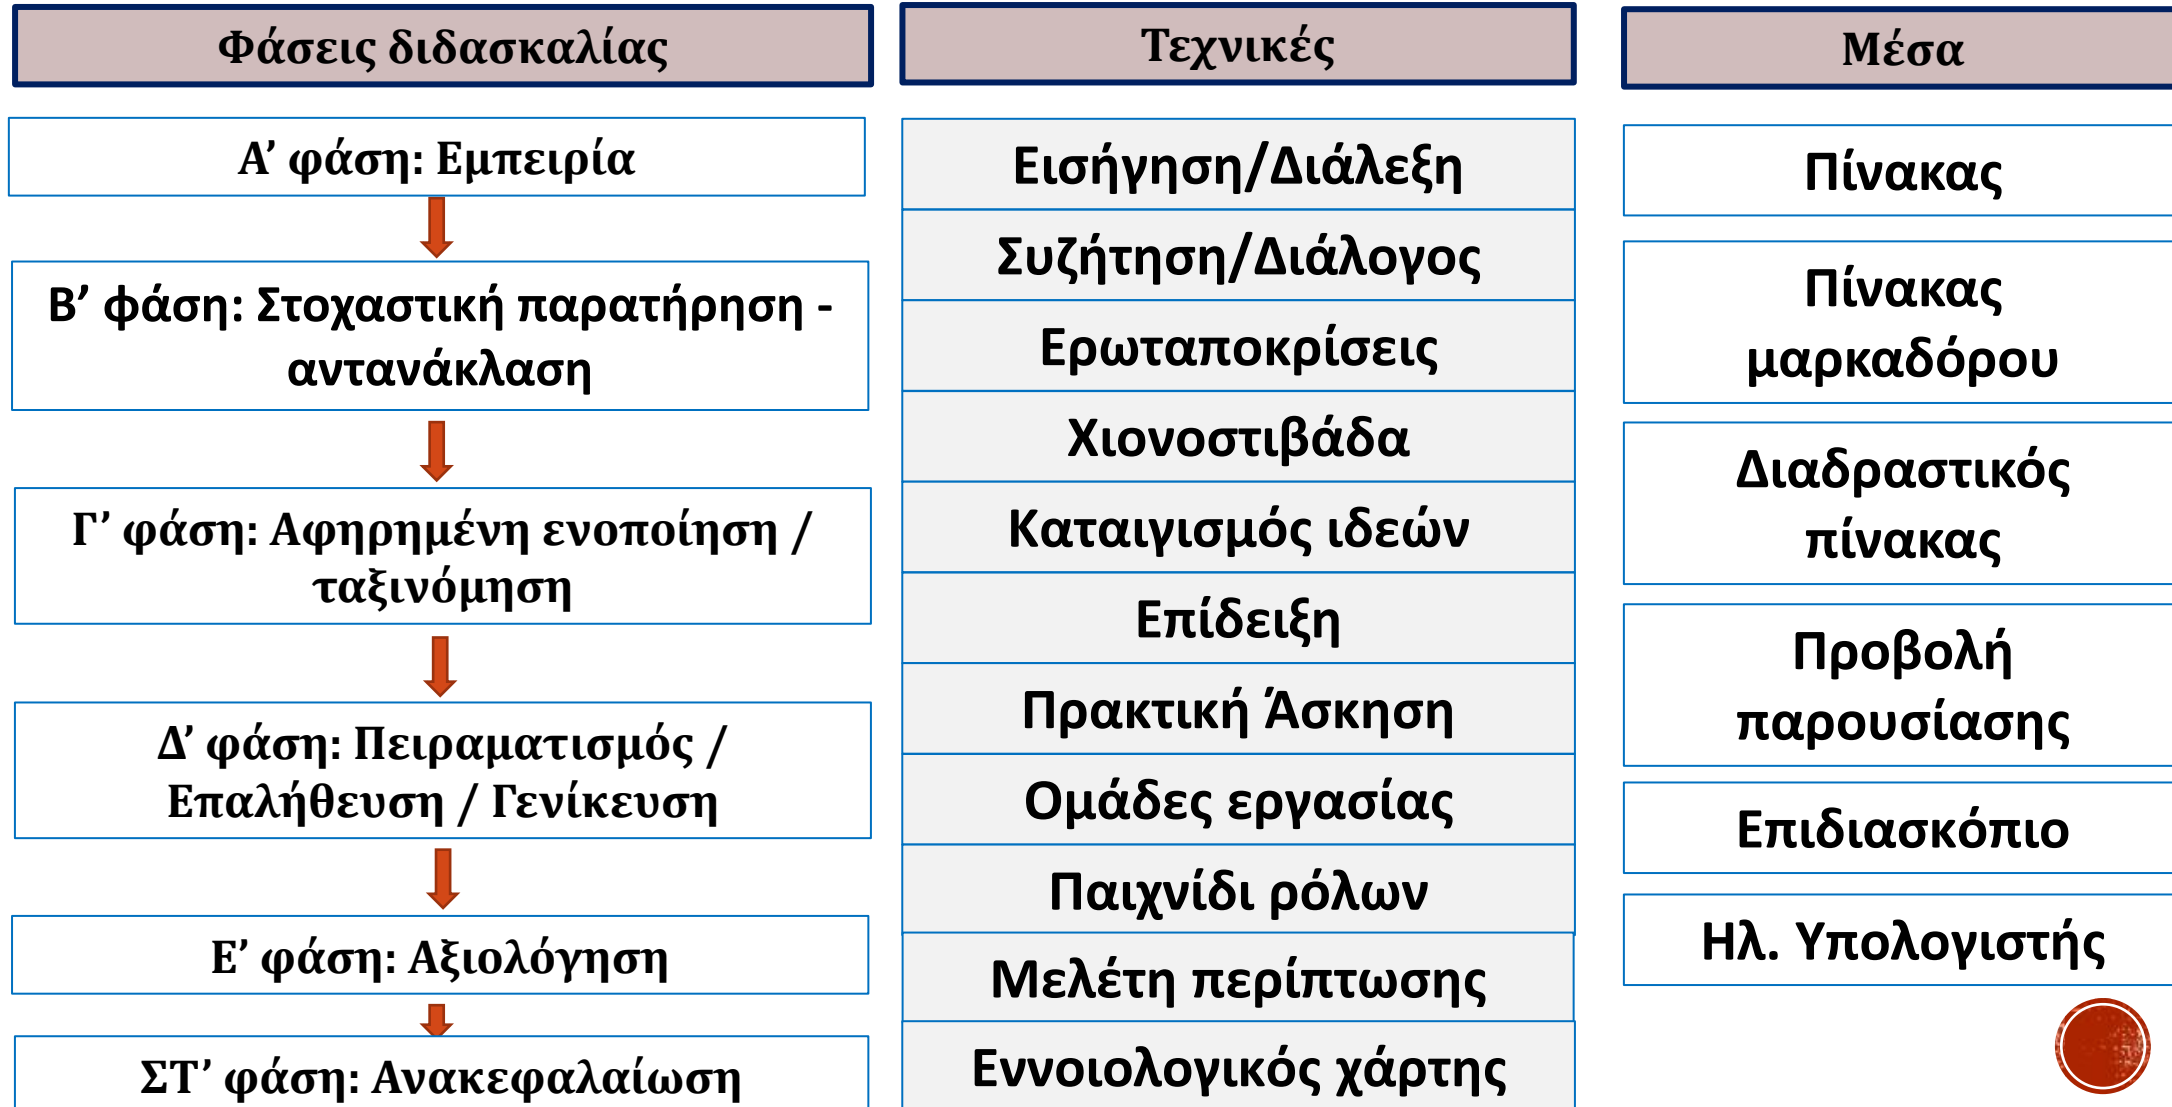 Φάσεις διδασκαλίας
Α’ φάση: Εμπειρία
Β’ φάση: Στοχαστική παρατήρηση -
αντανάκλαση
Γ’ φάση: Αφηρημένη ενοποίηση /
ταξινόμηση
Δ’ φάση: Πειραματισμός /
Επαλήθευση / Γενίκευση
Ε’ φάση: Αξιολόγηση
ΣΤ’ φάση: Ανακεφαλαίωση
Τεχνικές
Εισήγηση/Διάλεξη
Συζήτηση/Διάλογος
Ερωταποκρίσεις
Χιονοστιβάδα
Καταιγισμός ιδεών
Επίδειξη
Πρακτική Άσκηση
Ομάδες εργασίας
Παιχνίδι ρόλων
Μελέτη περίπτωσης
Εννοιολογικός χάρτης
Μέσα
Πίνακας
Πίνακας
μαρκαδόρου
Διαδραστικός
πίνακας
Προβολή
παρουσίασης
Επιδιασκόπιο
Ηλ. Υπολογιστής